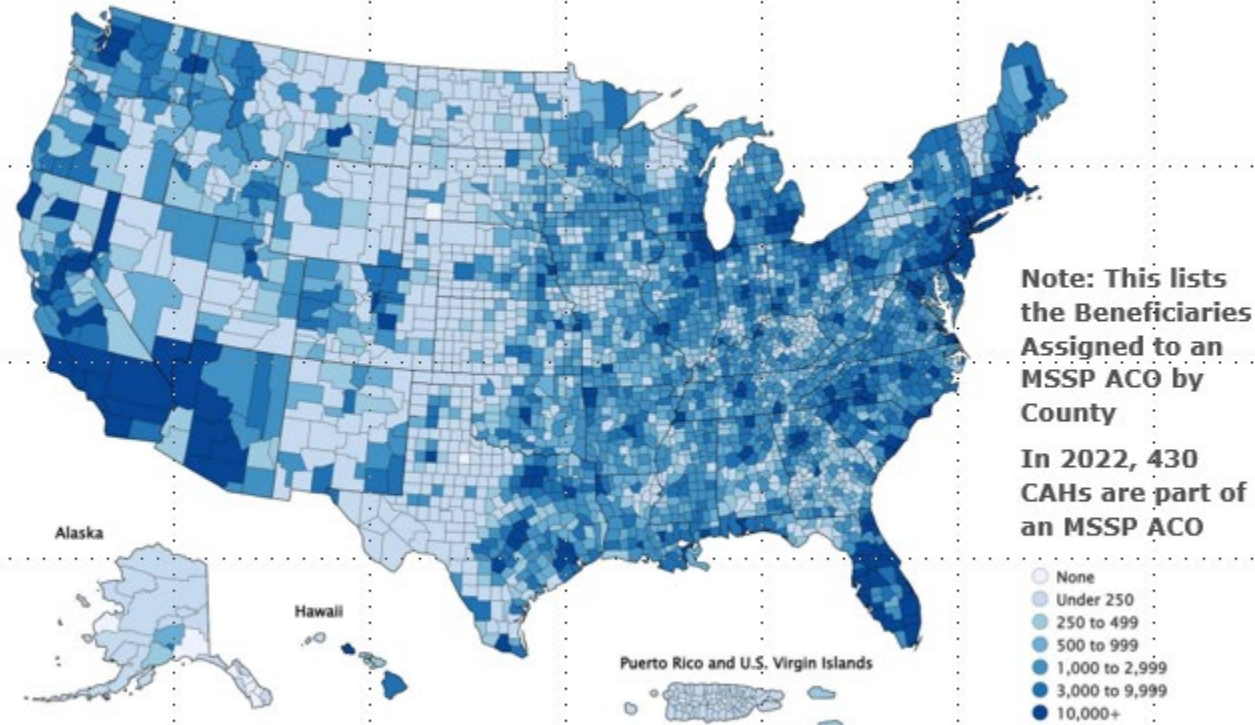 Note: This lists
the Beneficiaries
Assigned to an
MSSP ACO by
County
In 2022, 430
CAHs are part of
an MSSP ACO
Alaska
Hawaii
Puerto Rico and U.S. Virgin Islands
None
Under 250
250 to 499
500 to 999
1,000 to 2,999
3,000 to 9,999
10,000+